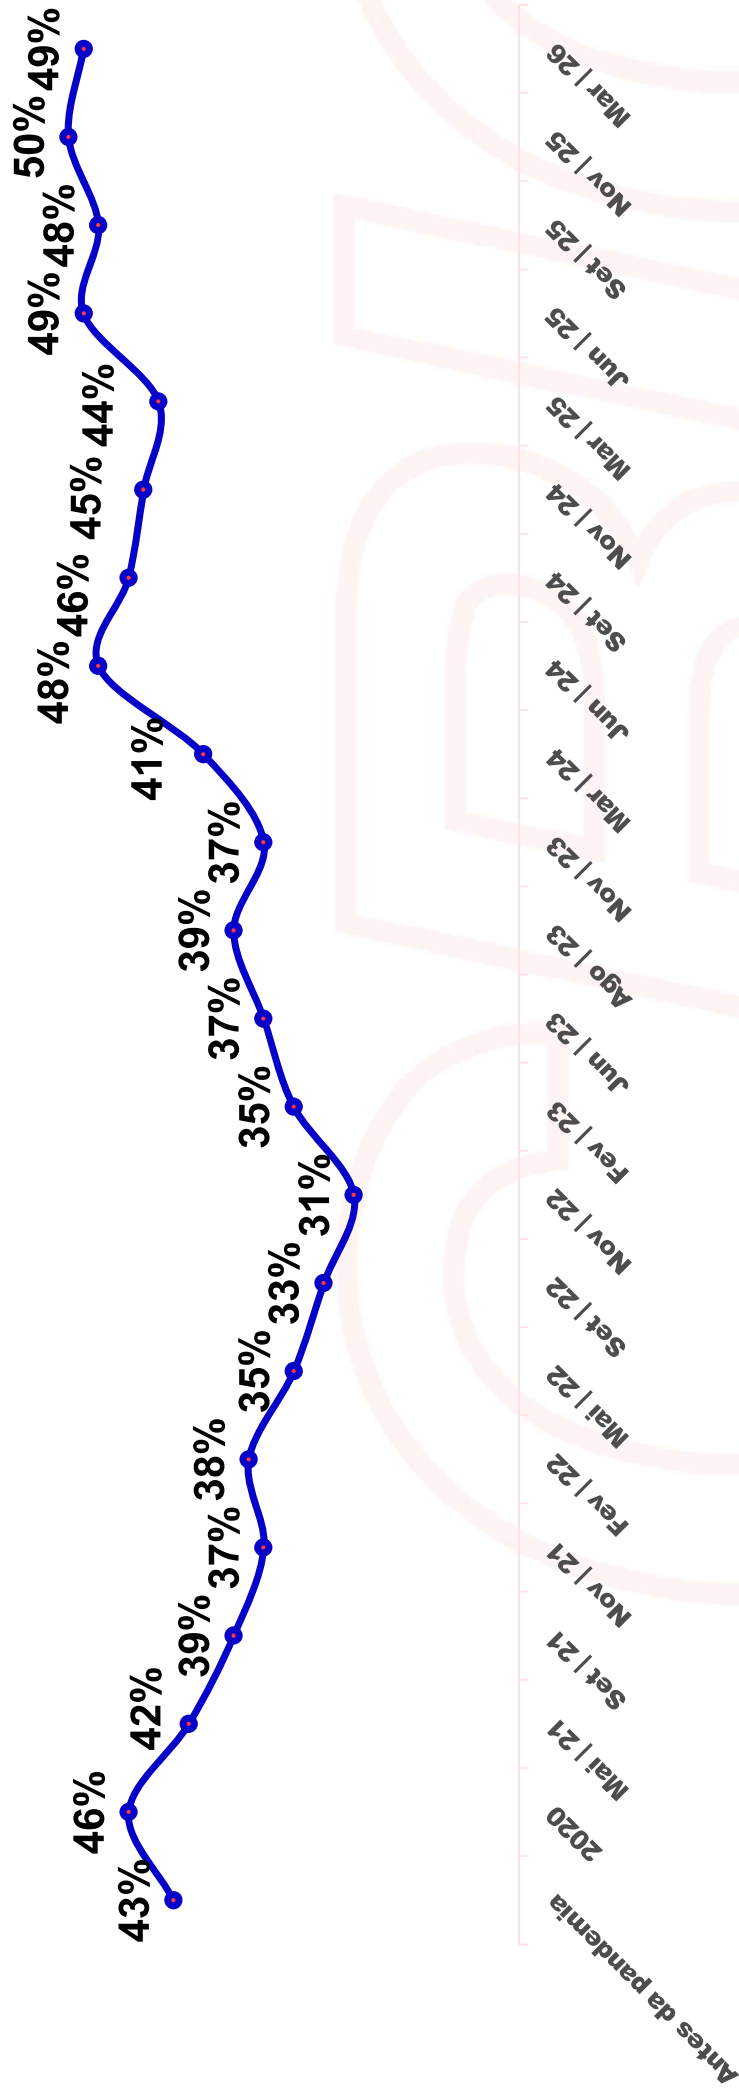 43%
46%
42%
39%
37%
38%
35%
33%
31%
35%
37%
39%
37%
41%
48%
46%
45%
44%
49%
48%
50%
49%
Antes da pandemia
2020
Mai | 21
Set | 21
Nov | 21
Fev | 22
Mai | 22
Set | 22
Nov | 22
Fev | 23
Jun | 23
Ago | 23
Nov | 23
Mar | 24
Jun | 24
Set | 24
Nov | 24
Mar | 25
Jun | 25
Set | 25
Nov | 25
Mar | 26